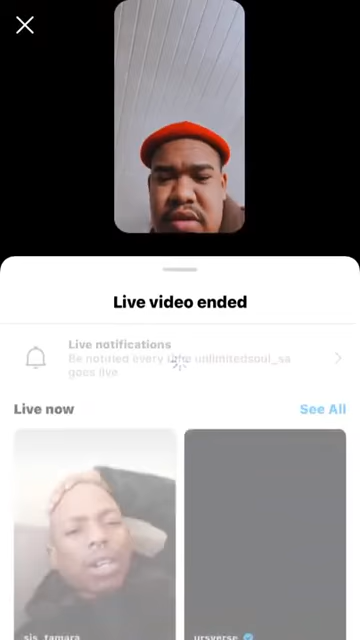 Live video ended
Live notifications
Be notified every time unlimitedsoul_sa
goes live
Live now
See All
sis_tamara
ursverse